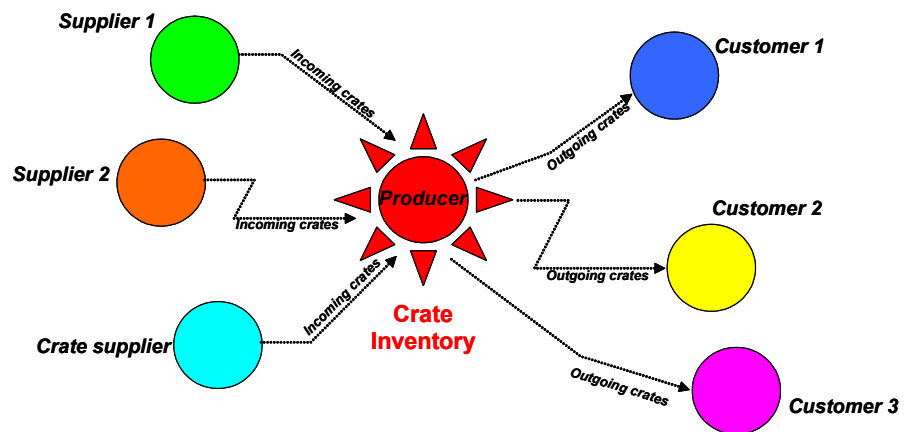 Supplier 1
Incoming crates
Customer 1
Outgoing crates
Supplier 2
Incoming crates
Producer
Customer 2
Outgoing crates
Crate supplier
Incoming crates
Crate
Inventory
Outgoing crates
Customer 3